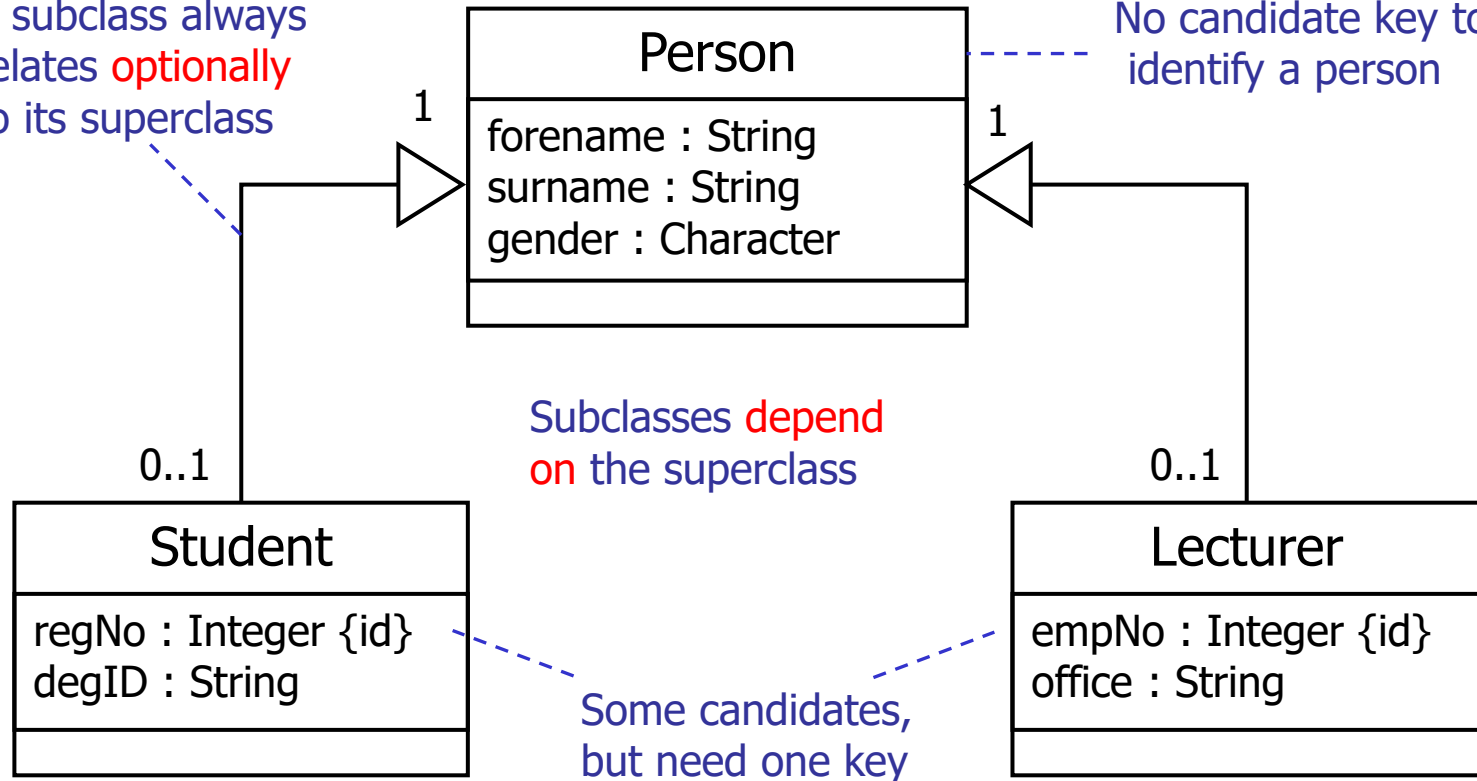 subclass always
elates optionally
o its superclass
No candidate key to
identify a person
Person
forename : String
surname : String
gender : Character
1
1
Subclasses depend
on the superclass
0..1
0..1
Student
regNo : Integer {id}
degID : String
Lecturer
empNo : Integer {id}
office : String
Some candidates,
but need one key